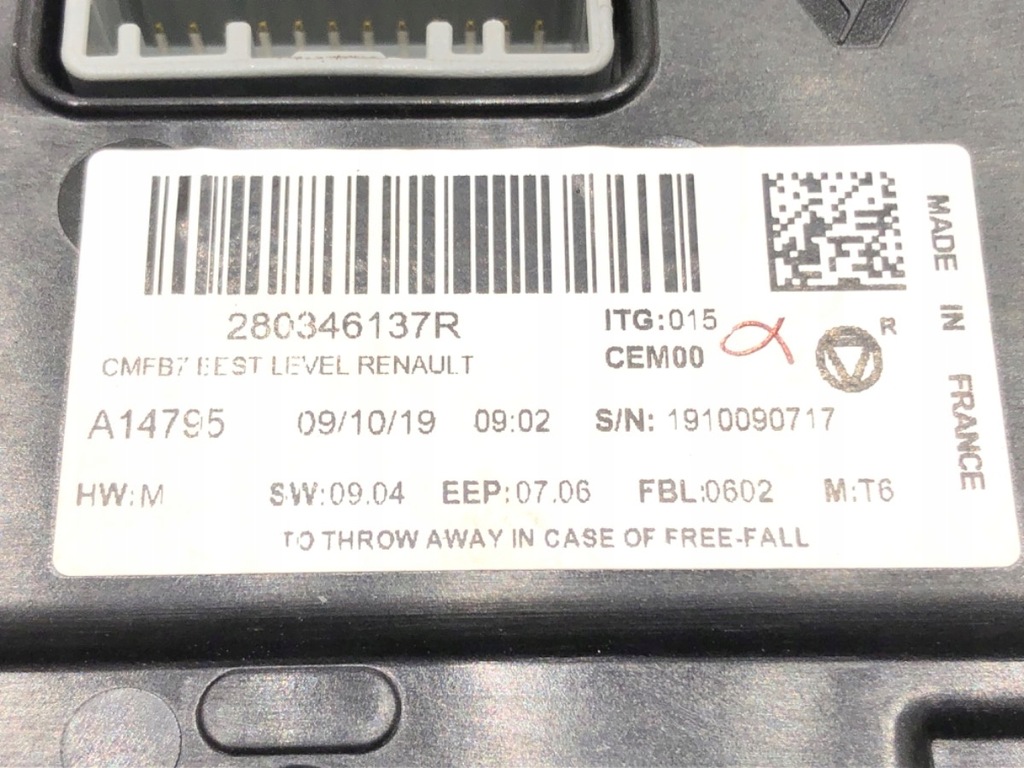 280346137R
ITG:015
CMFB7 BEST LEVEL RENAULT
CEM00
R
A14795 09/10/19 09:02 S/N: 1910090717
HW:M SW:09.04 EEP:07.06 FBL:0602 M:T6
TO THROW AWAY IN CASE OF FREE-FALL
MADE IN FRANCE